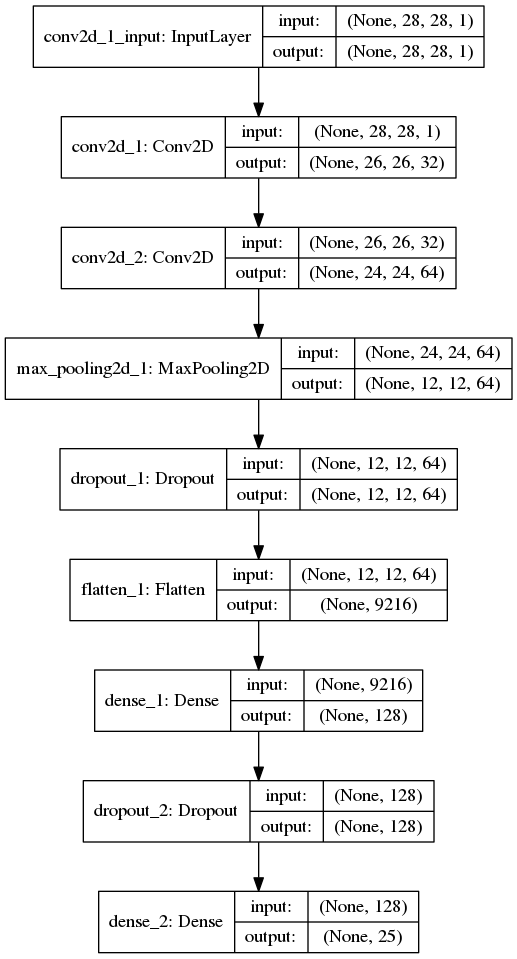 conv2d_1_input: InputLayer
input: (None, 28, 28, 1)
output: (None, 28, 28, 1)
conv2d_1: Conv2D
input: (None, 28, 28, 1)
output: (None, 26, 26, 32)
conv2d_2: Conv2D
input: (None, 26, 26, 32)
output: (None, 24, 24, 64)
max_pooling2d_1: MaxPooling2D
input: (None, 24, 24, 64)
output: (None, 12, 12, 64)
dropout_1: Dropout
input: (None, 12, 12, 64)
output: (None, 12, 12, 64)
flatten_1: Flatten
input: (None, 12, 12, 64)
output: (None, 9216)
dense_1: Dense
input: (None, 9216)
output: (None, 128)
dropout_2: Dropout
input: (None, 128)
output: (None, 128)
dense_2: Dense
input: (None, 128)
output: (None, 25)